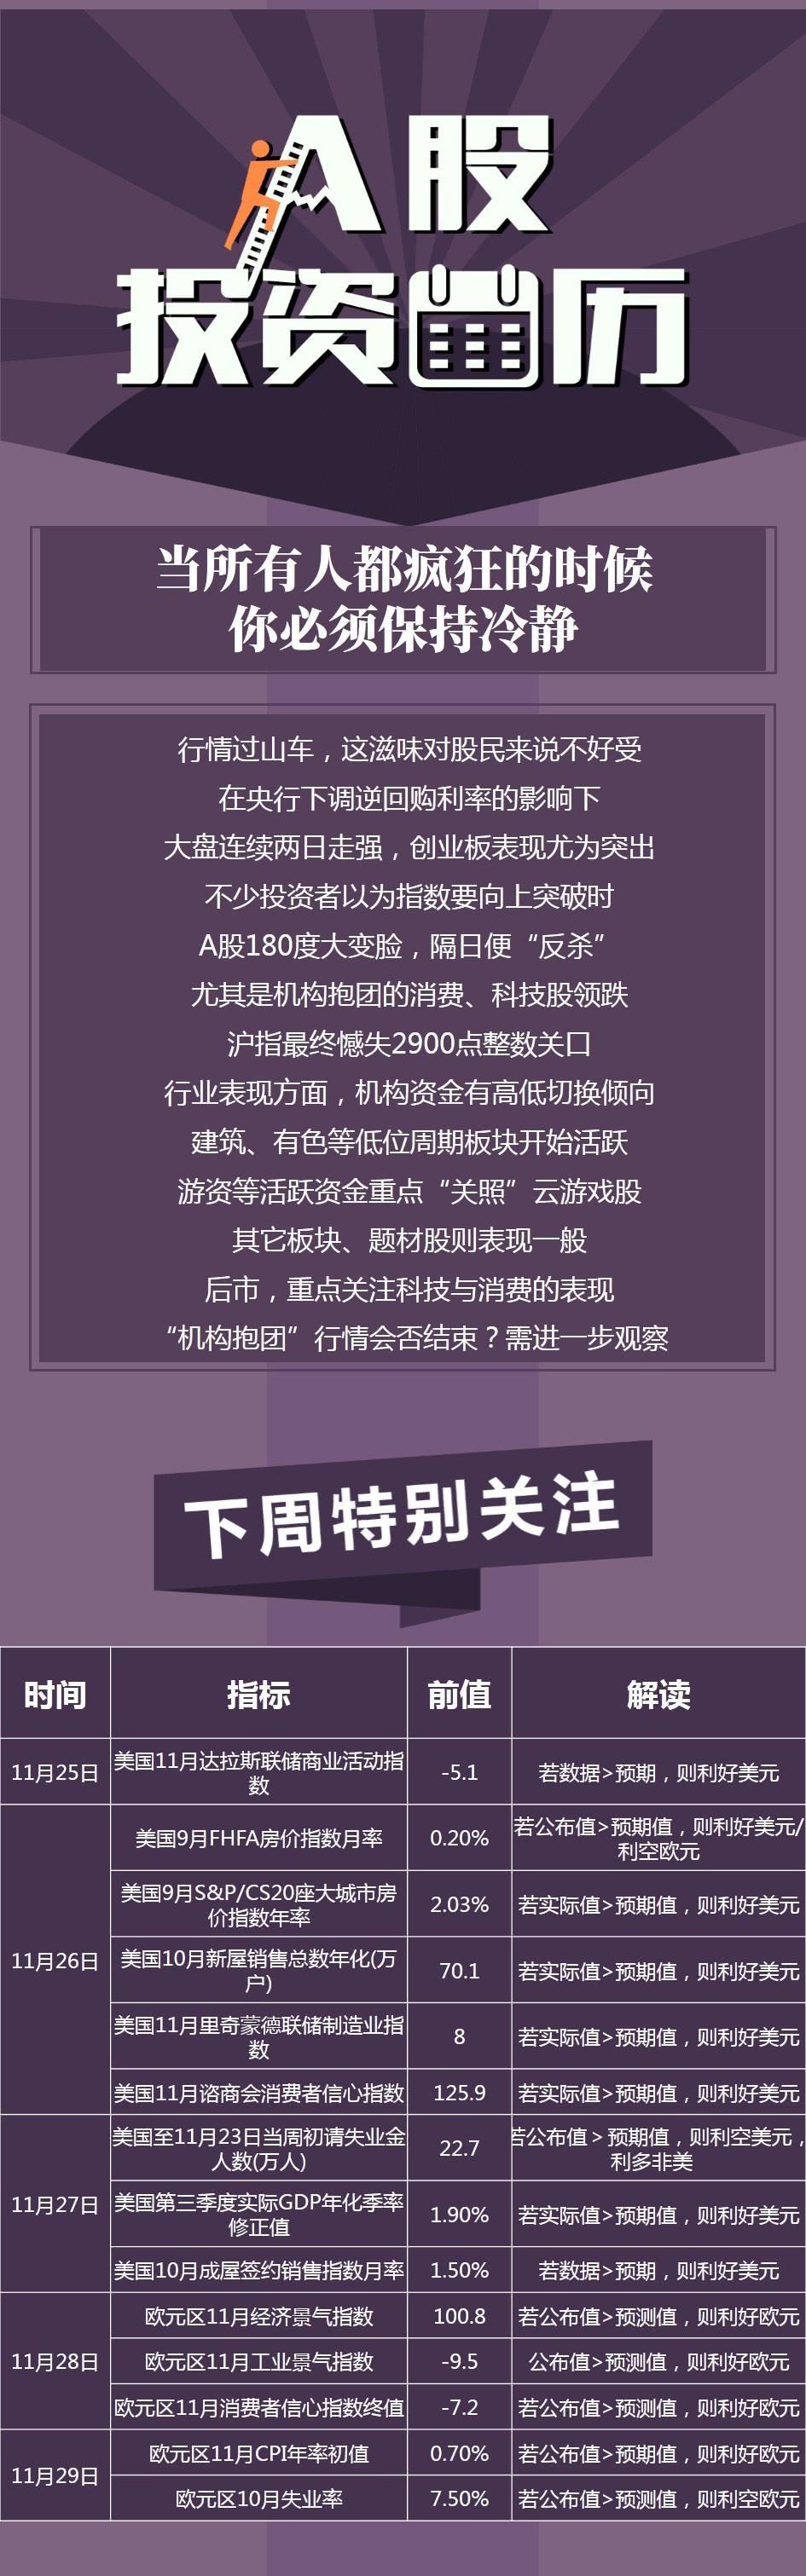 A股
投资日历
当所有人都疯狂的时候
你必须保持冷静
行情过山车，这滋味对股民来说不好受
在央行下调逆回购利率的影响下
大盘连续两日走强，创业板表现尤为突出
不少投资者以为指数要向上突破时
A股180度大变脸，隔日便“反杀”
尤其是机构抱团的消费、科技股领跌
沪指最终憾失2900点整数关口
行业表现方面，机构资金有高低切换倾向
建筑、有色等低位周期板块开始活跃
游资等活跃资金重点“关照”云游戏股
其它板块、题材股则表现一般
后市，重点关注科技与消费的表现
“机构抱团”行情会否结束？需进一步观察
下周特别关注
时间 指标 前值 解读
11月25日 美国11月达拉斯联储商业活动指数 -5.1 若数据>预期，则利好美元
11月26日 美国9月FHFA房价指数月率 0.20% 若公布值>预期值，则利好美元/利空欧元
美国9月S&P/CS20座大城市房价指数年率 2.03% 若实际值>预期值，则利好美元
美国10月新屋销售总数年化(万户) 70.1 若实际值>预期值，则利好美元
美国11月里奇蒙德联储制造业指数 8 若实际值>预期值，则利好美元
美国11月谘商会消费者信心指数 125.9 若实际值>预期值，则利好美元
11月27日 美国至11月23日当周初请失业金人数(万人) 22.7 若公布值＞预期值，则利空美元，利多非美
美国第三季度实际GDP年化季率修正值 1.90% 若实际值>预期值，则利好美元
美国10月成屋签约销售指数月率 1.50% 若数据>预期，则利好美元
11月28日 欧元区11月经济景气指数 100.8 若公布值>预测值，则利好欧元
欧元区11月工业景气指数 -9.5 公布值>预测值，则利好欧元
欧元区11月消费者信心指数终值 -7.2 若公布值>预测值，则利好欧元
11月29日 欧元区11月CPI年率初值 0.70% 若公布值>预期值，则利好欧元
欧元区10月失业率 7.50% 若公布值>预测值，则利空欧元